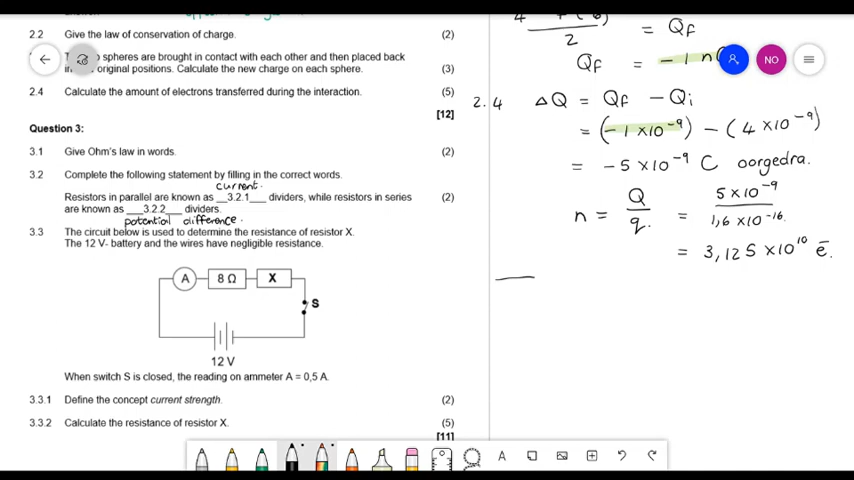 2.2 Give the law of conservation of charge. (2)
spheres are brought in contact with each other and then placed back
original positions. Calculate the new charge on each sphere. (3)
2.4 Calculate the amount of electrons transferred during the interaction. (5)
[12]
Question 3:
3.1 Give Ohm's law in words. (2)
3.2 Complete the following statement by filling in the correct words.
current.
Resistors in parallel are known as __3.2.1___ dividers, while resistors in series (2)
are known as ___3.2.2___ dividers.
potential difference.
3.3 The circuit below is used to determine the resistance of resistor X.
The 12 V- battery and the wires have negligible resistance.
A 8 Ω X
S
12 V
When switch S is closed, the reading on ammeter A = 0,5 A.
3.3.1 Define the concept current strength. (2)
3.3.2 Calculate the resistance of resistor X. (5)
[11]
2 = Qf
Qf = - 1 n
NO
2.4 ΔQ = Qf - Qi
= (-1 ×10⁻⁹) - (4 ×10⁻⁹)
= -5 ×10⁻⁹ C oorgedra.
n = Q/q. = 5 ×10⁻⁹ / 1,6 ×10⁻¹⁶.
= 3,125 ×10¹⁰ ē.
A